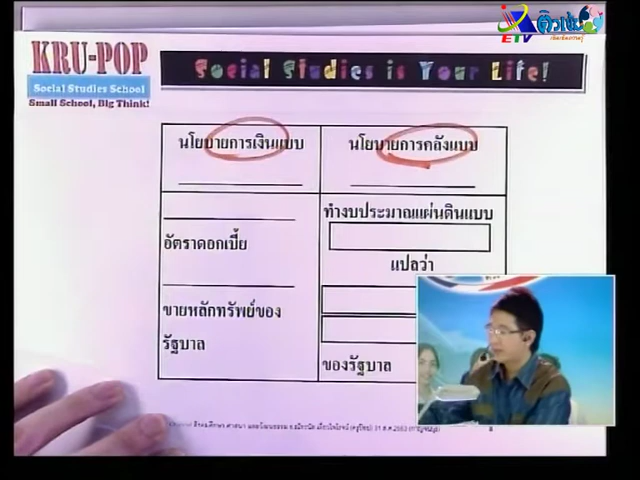 ETV
ติวเข้ม
KRU-POP
Social Studies School
Small School, Big Think!
Social Studies is Your Life!
นโยบายการเงินแบบ
นโยบายการคลังแบบ
อัตราดอกเบี้ย
ขายหลักทรัพย์ของ
รัฐบาล
ทำงบประมาณแผ่นดินแบบ
แปลว่า
ของรัฐบาล